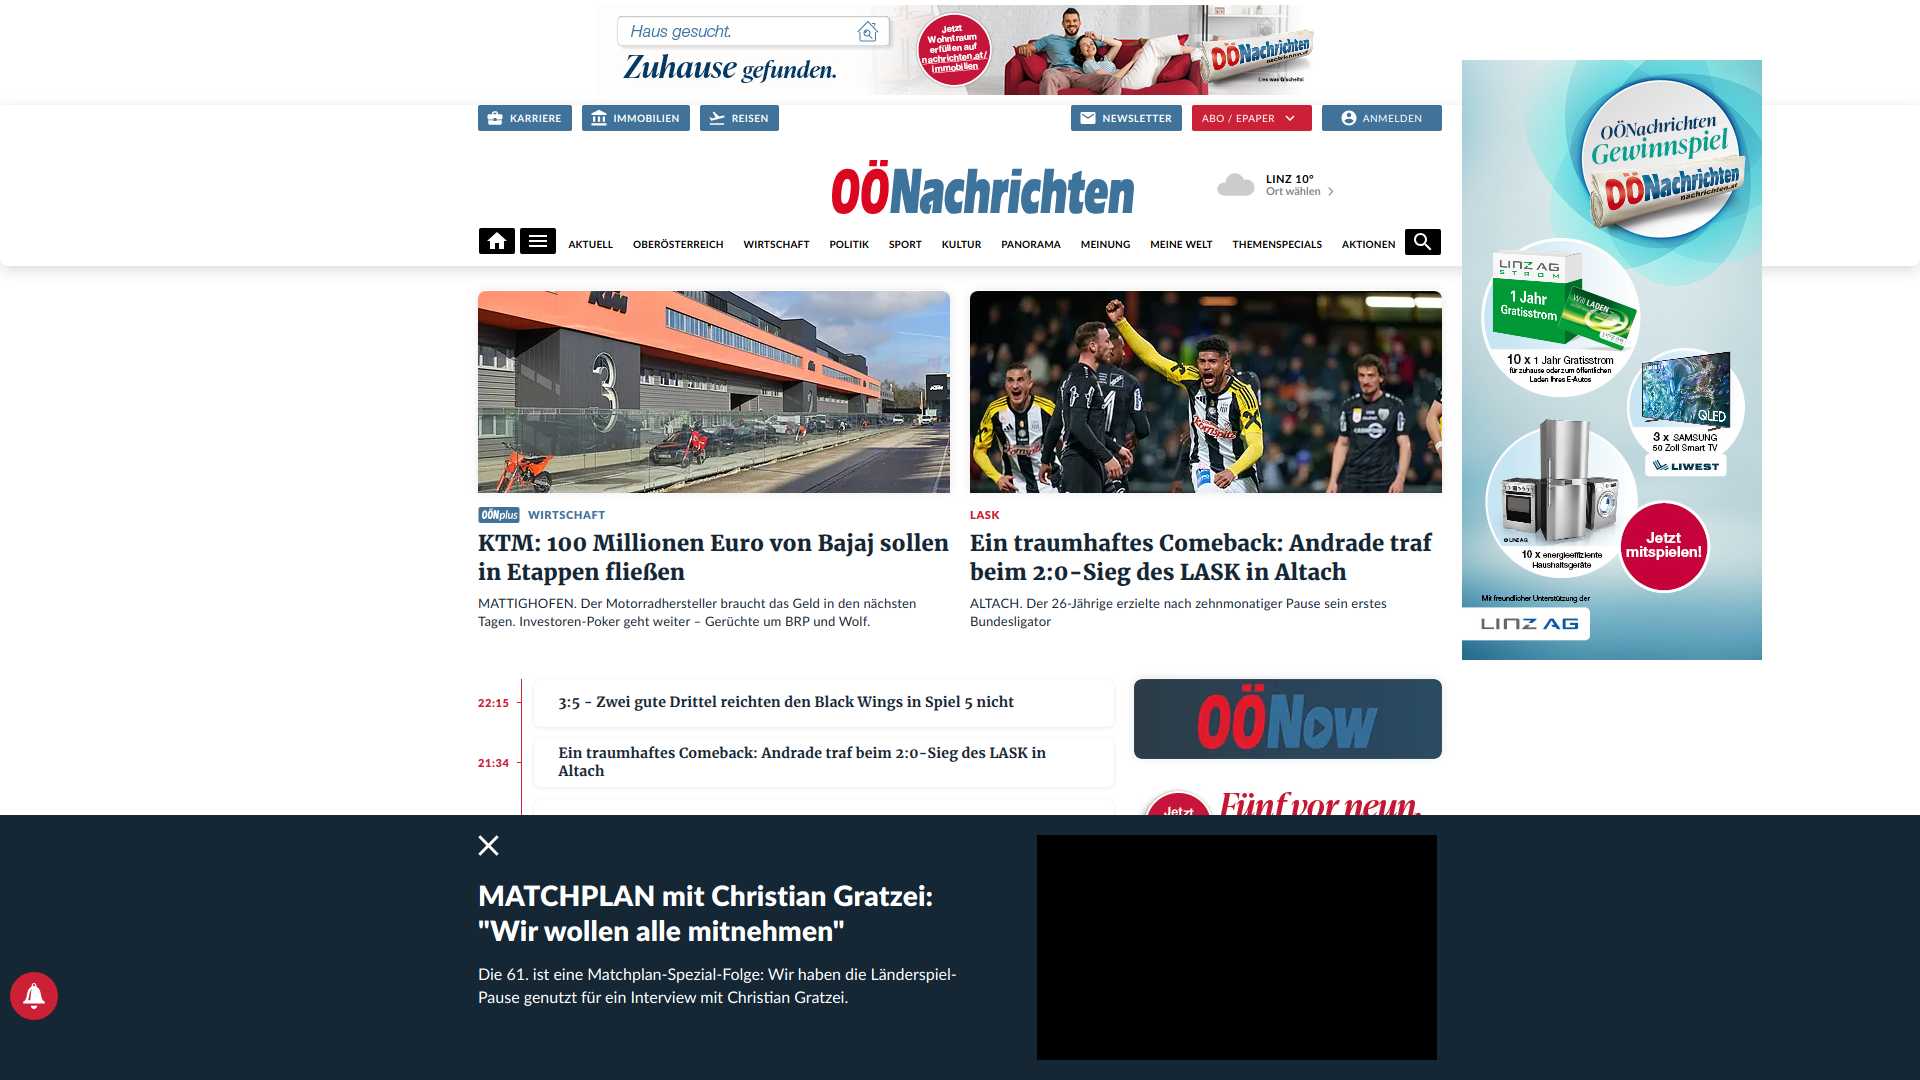 Haus gesucht.
Zuhause gefunden.
Jetzt
Wohntraum
erfüllen auf
nachrichten.at/
immobilien
OÖNachrichten
Lies was G'scheits!
KARRIERE
IMMOBILIEN
REISEN
NEWSLETTER
ABO / EPAPER
ANMELDEN
OÖNachrichten
LINZ 10°
Ort wählen
AKTUELL
OBERÖSTERREICH
WIRTSCHAFT
POLITIK
SPORT
KULTUR
PANORAMA
MEINUNG
MEINE WELT
THEMENSPECIALS
AKTIONEN
KTM
3
OÖNplus WIRTSCHAFT
KTM: 100 Millionen Euro von Bajaj sollen
in Etappen fließen
MATTIGHOFEN. Der Motorradhersteller braucht das Geld in den nächsten
Tagen. Investoren-Poker geht weiter – Gerüchte um BRP und Wolf.
LASK
Ein traumhaftes Comeback: Andrade traf
beim 2:0-Sieg des LASK in Altach
ALTACH. Der 26-Jährige erzielte nach zehnmonatiger Pause sein erstes
Bundesligator
OÖNachrichten
Gewinnspiel
OÖNachrichten
nachrichten.at
LINZ AG
STROM
1 Jahr
Gratisstrom
Will LADEN
10 x 1 Jahr Gratisstrom
für zuhause oder zum öffentlichen
Laden Ihres E-Autos
QLED
3 x SAMSUNG
50 Zoll Smart TV
LIWEST
© LINZ AG
10 x energieeffiziente
Haushaltsgeräte
Jetzt
mitspielen!
Mit freundlicher Unterstützung der
LINZ AG
22:15
3:5 - Zwei gute Drittel reichten den Black Wings in Spiel 5 nicht
21:34
Ein traumhaftes Comeback: Andrade traf beim 2:0-Sieg des LASK in
Altach
OÖNow
Jetzt
Fünf vor neun.
MATCHPLAN mit Christian Gratzei:
"Wir wollen alle mitnehmen"
Die 61. ist eine Matchplan-Spezial-Folge: Wir haben die Länderspiel-
Pause genutzt für ein Interview mit Christian Gratzei.